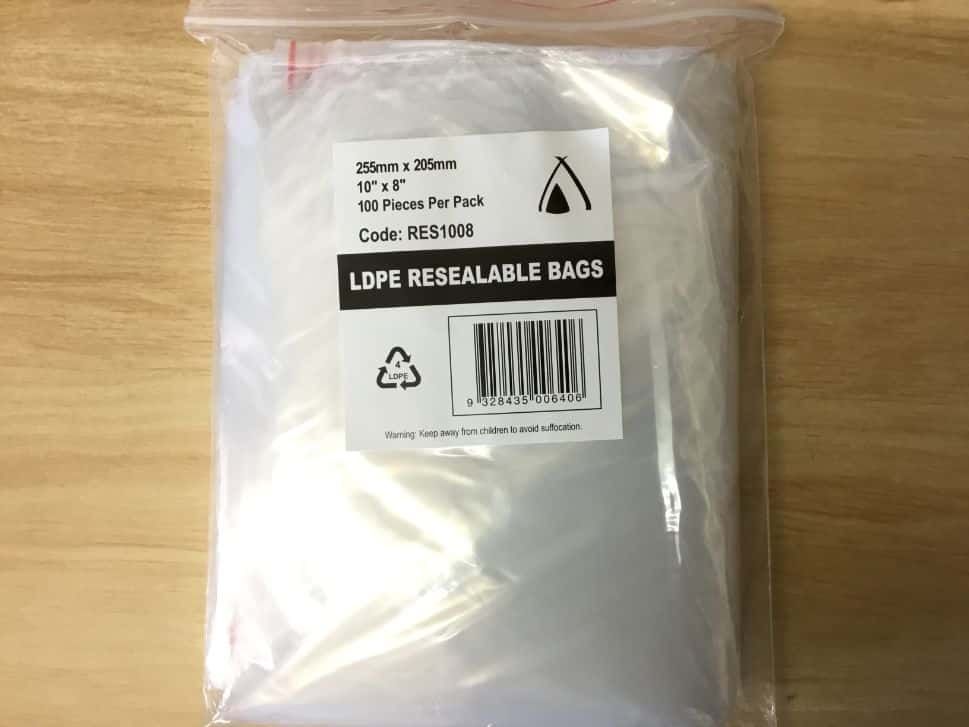 255mm x 205mm
10" x 8"
100 Pieces Per Pack
Code: RES1008
LDPE RESEALABLE BAGS
4
LDPE
9 328435 006406
Warning: Keep away from children to avoid suffocation.